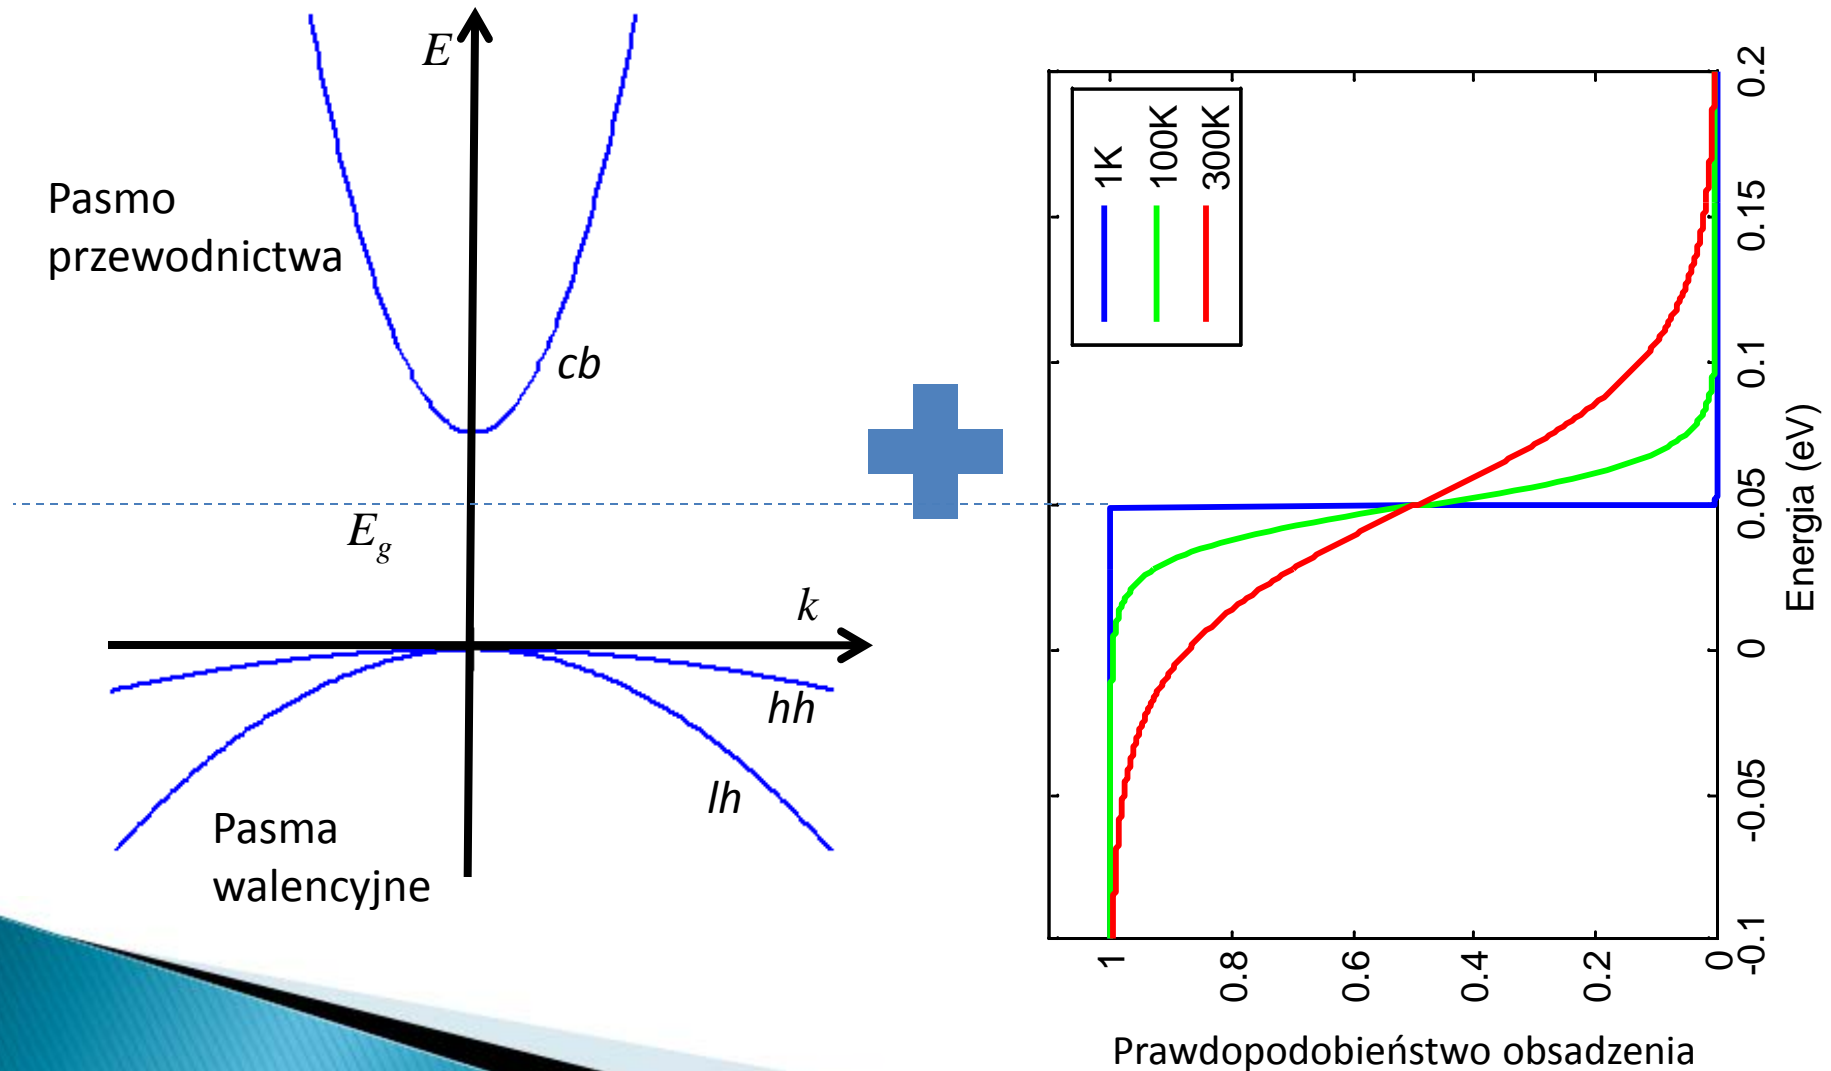 E
Pasmo
przewodnictwa
cb
E_g
k
hh
lh
Pasma
walencyjne
1K
100K
300K
0.2
0.15
0.1
0.05
0
-0.05
-0.1
Energia (eV)
1
0.8
0.6
0.4
0.2
0
Prawdopodobieństwo obsadzenia